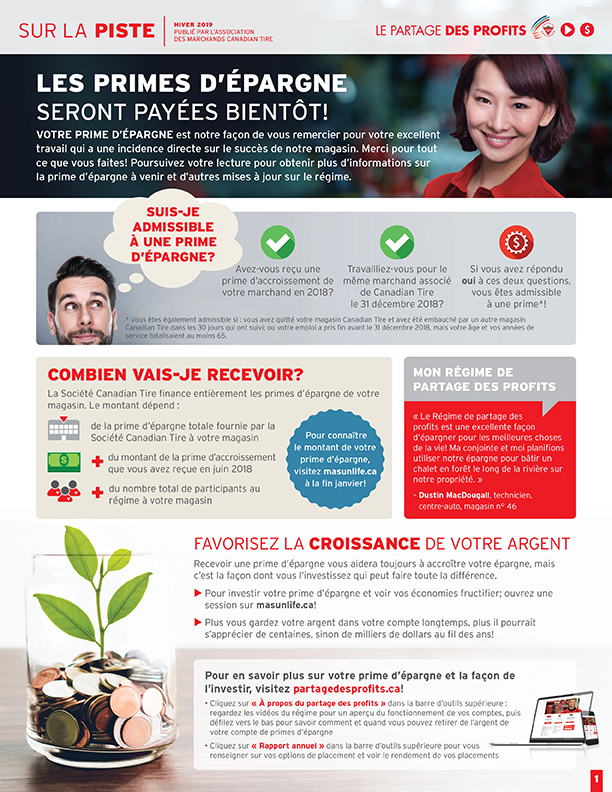 SUR LA PISTE
HIVER 2019
PUBLIÉ PAR L'ASSOCIATION
DES MARCHANDS CANADIAN TIRE
LE PARTAGE DES PROFITS
LES PRIMES D'ÉPARGNE
SERONT PAYÉES BIENTÔT!
VOTRE PRIME D'ÉPARGNE est notre façon de vous remercier pour votre excellent
travail qui a une incidence directe sur le succès de notre magasin. Merci pour tout
ce que vous faites! Poursuivez votre lecture pour obtenir plus d'informations sur
la prime d'épargne à venir et d'autres mises à jour sur le régime.
SUIS-JE
ADMISSIBLE
À UNE PRIME
D'ÉPARGNE?
Avez-vous reçu une
prime d'accroissement de
votre marchand en 2018?
Travailliez-vous pour le
même marchand associé
de Canadian Tire
le 31 décembre 2018?
Si vous avez répondu
oui à ces deux questions,
vous êtes admissible
à une prime*!
* Vous êtes également admissible si : vous avez quitté votre magasin Canadian Tire et avez été embauché par un autre magasin
Canadian Tire dans les 30 jours qui ont suivi; ou votre emploi a pris fin avant le 31 décembre 2018, mais votre âge et vos années de
service totalisaient au moins 65.
COMBIEN VAIS-JE RECEVOIR?
La Société Canadian Tire finance entièrement les primes d'épargne de votre
magasin. Le montant dépend :
de la prime d'épargne totale fournie par la
Société Canadian Tire à votre magasin
+ du montant de la prime d'accroissement
que vous avez reçue en juin 2018
+ du nombre total de participants au
régime à votre magasin
Pour connaître
le montant de votre
prime d'épargne,
visitez masunlife.ca
à la fin janvier!
MON RÉGIME DE
PARTAGE DES PROFITS
« Le Régime de partage des
profits est une excellente façon
d'épargner pour les meilleures choses
de la vie! Ma conjointe et moi planifions
utiliser notre épargne pour bâtir un
chalet en forêt le long de la rivière sur
notre propriété. »
- Dustin MacDougall, technicien,
centre-auto, magasin nº 46
FAVORISEZ LA CROISSANCE DE VOTRE ARGENT
Recevoir une prime d'épargne vous aidera toujours à accroître votre épargne, mais
c'est la façon dont vous l'investissez qui peut faire toute la différence.
Pour investir votre prime d'épargne et voir vos économies fructifier; ouvrez une
session sur masunlife.ca!
Plus vous gardez votre argent dans votre compte longtemps, plus il pourrait
s'apprécier de centaines, sinon de milliers de dollars au fil des ans!
Pour en savoir plus sur votre prime d'épargne et la façon de
l'investir, visitez partagedesprofits.ca!
• Cliquez sur « À propos du partage des profits » dans la barre d'outils supérieure :
regardez les vidéos du régime pour un aperçu du fonctionnement de vos comptes, puis
défilez vers le bas pour savoir comment et quand vous pouvez retirer de l'argent de
votre compte de primes d'épargne
• Cliquez sur « Rapport annuel » dans la barre d'outils supérieure pour vous
renseigner sur vos options de placement et voir le rendement de vos placements
1